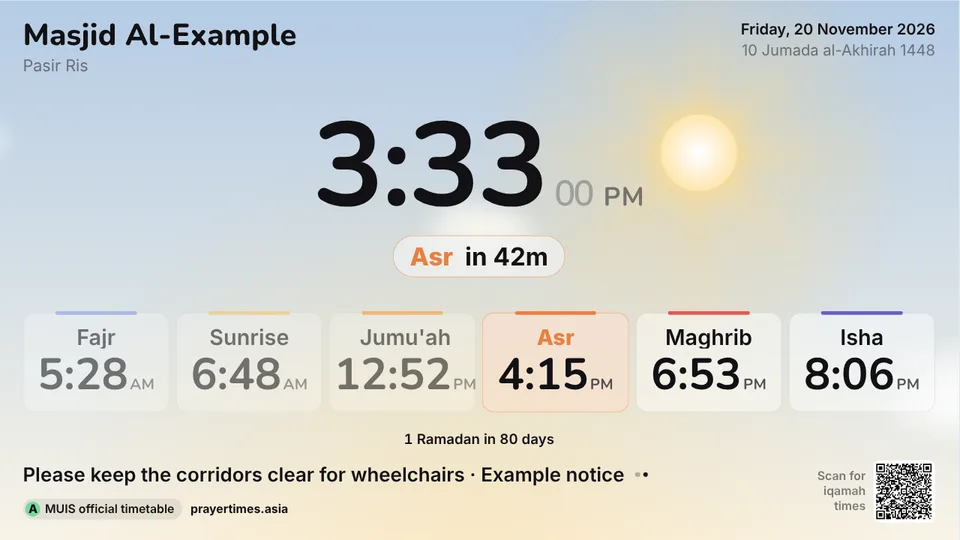 Masjid Al-Example
Pasir Ris
Friday, 20 November 2026
10 Jumada al-Akhirah 1448
3:33 00 PM
Asr in 42m
Fajr
5:28 AM
Sunrise
6:48 AM
Jumu'ah
12:52 PM
Asr
4:15 PM
Maghrib
6:53 PM
Isha
8:06 PM
1 Ramadan in 80 days
Please keep the corridors clear for wheelchairs · Example notice
A MUIS official timetable
prayertimes.asia
Scan for
iqamah
times